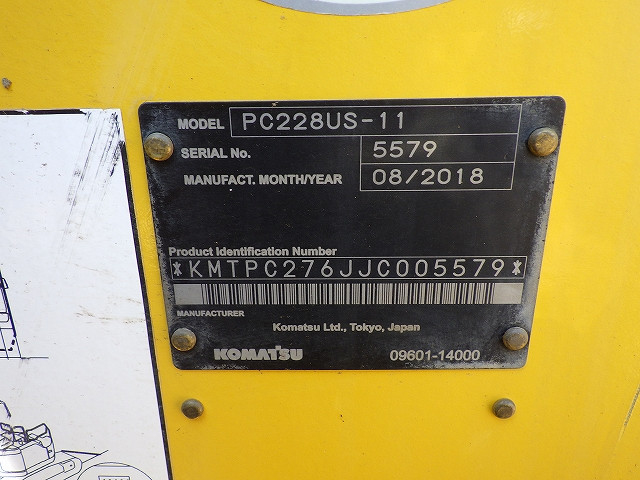 MODEL PC228US-11
SERIAL No. 5579
MANUFACT. MONTH/YEAR 08/2018
Product Identification Number
*KMTPC276JJC005579*
MANUFACTURER
Komatsu Ltd., Tokyo, Japan
KOMATSU 09601-14000